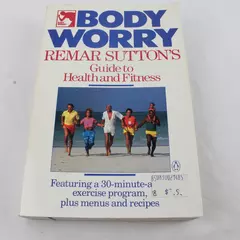 BODY
WORRY
REMAR SUTTON'S
Guide to
Health and Fitness
Featuring a 30-minute-a
exercise program,
plus menus and recipes